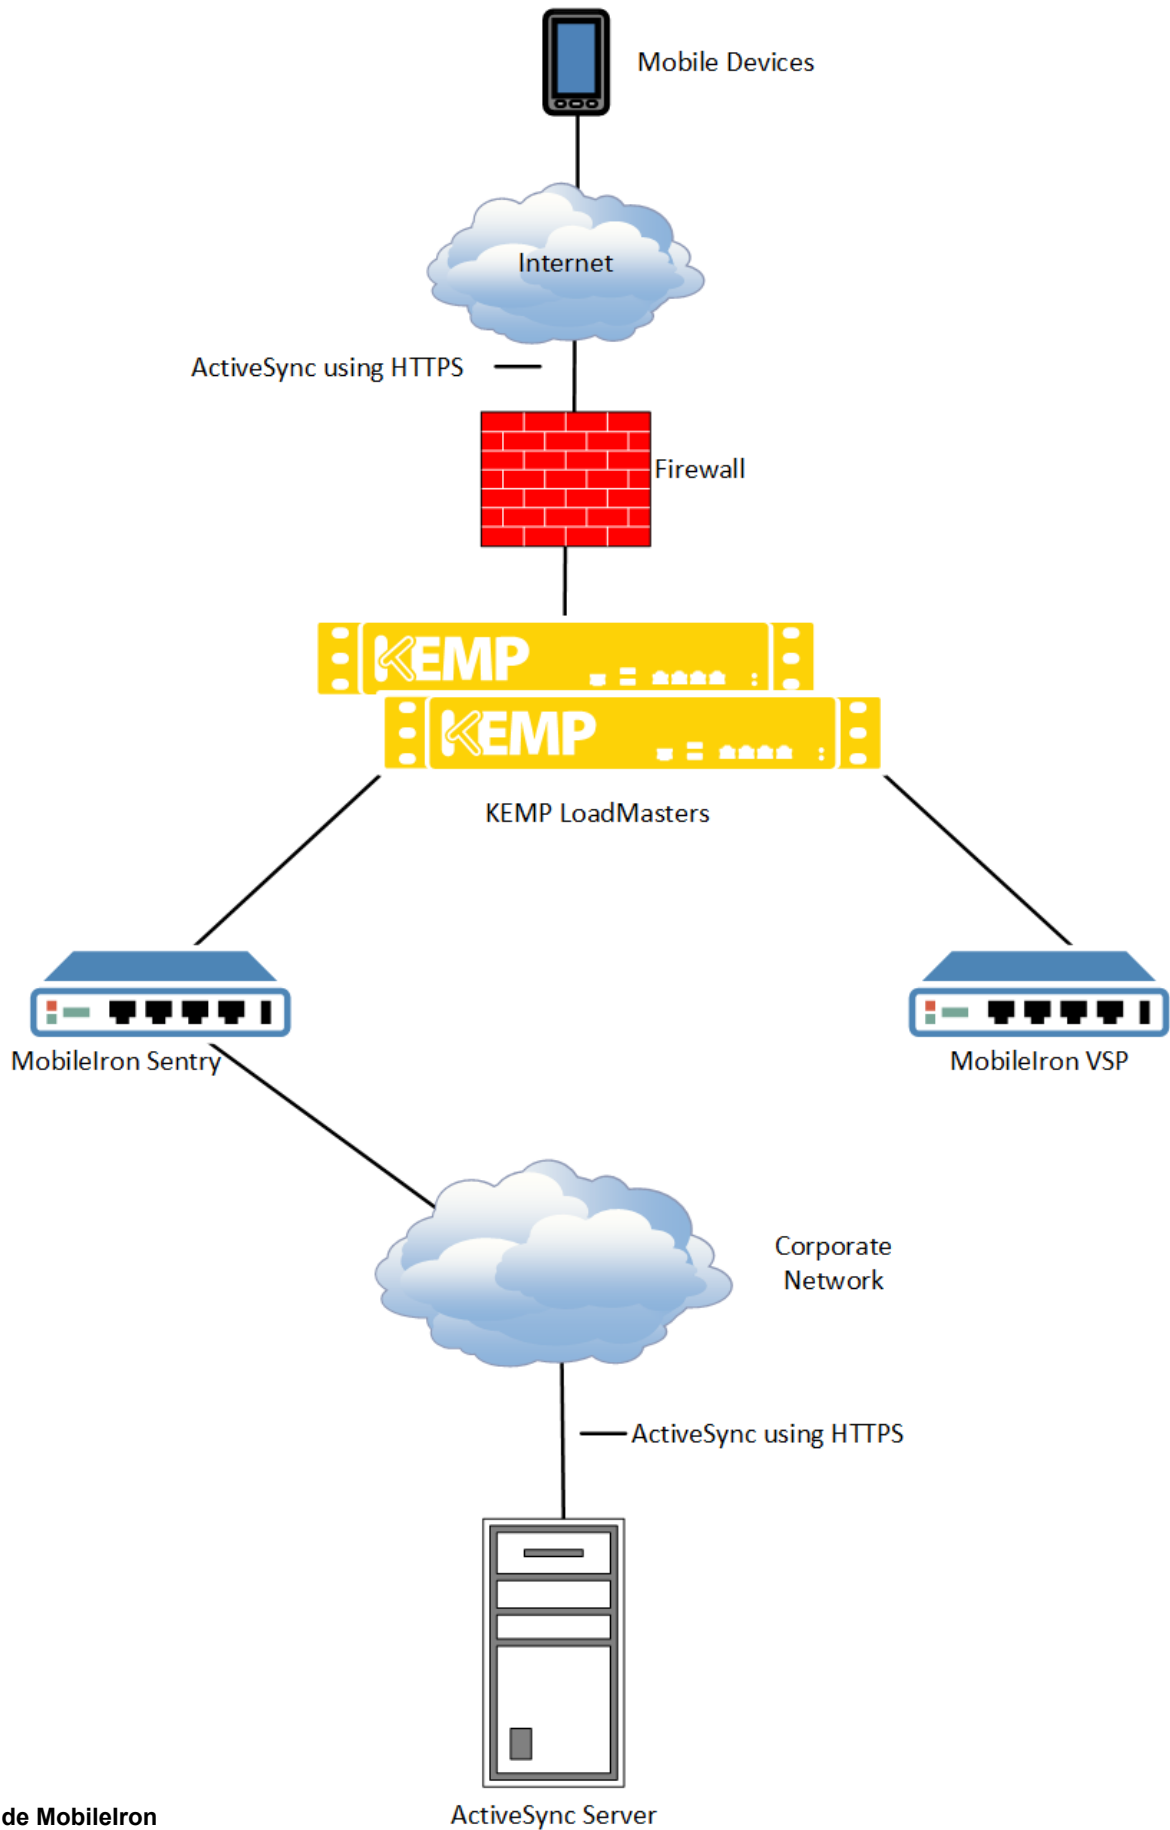 Mobile Devices
Internet
ActiveSync using HTTPS
Firewall
KEMP
KEMP
KEMP LoadMasters
MobileIron Sentry
MobileIron VSP
Corporate
Network
ActiveSync using HTTPS
ActiveSync Server
de MobileIron